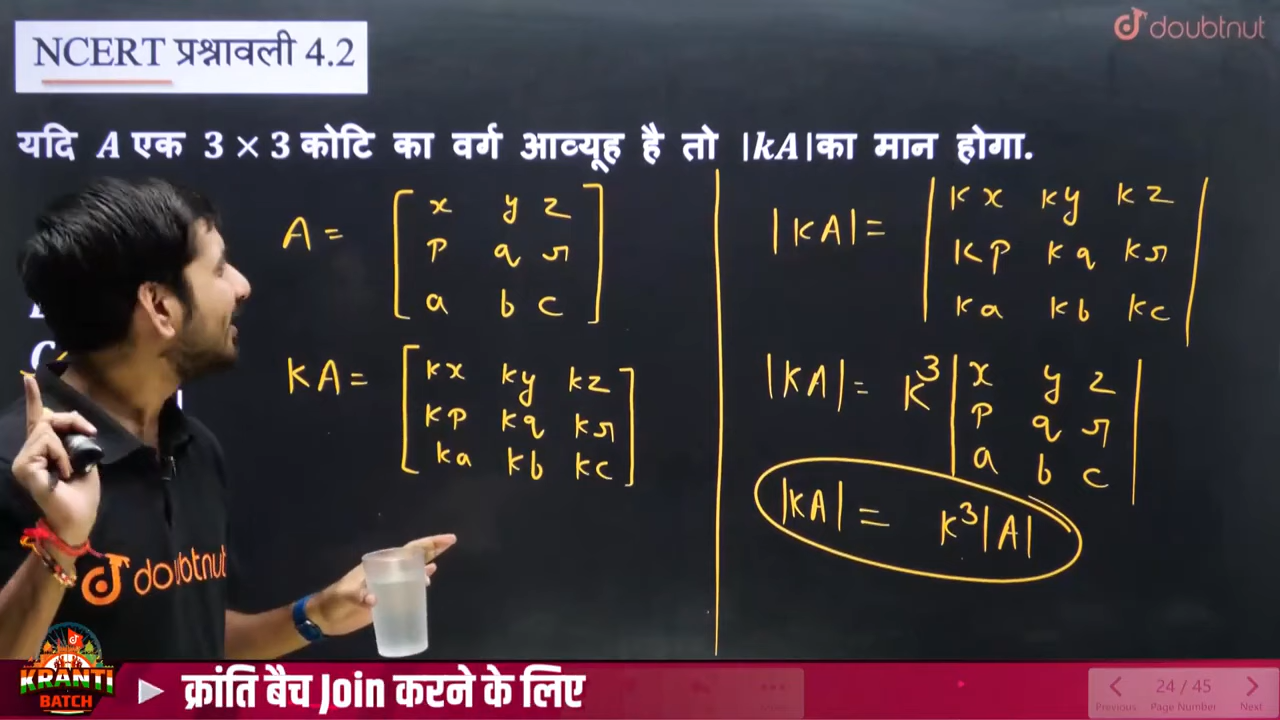 NCERT प्रश्नावली 4.2
doubtnut
यदि A एक 3 × 3 कोटि का वर्ग आव्यूह है तो |kA| का मान होगा.
A = [ x y z
p q r
a b c ]
KA = [ Kx Ky Kz
Kp Kq Kr
Ka Kb Kc ]
|KA| = | Kx Ky Kz
Kp Kq Kr
Ka Kb Kc |
|KA| = K³ | x y z
p q r
a b c |
|KA| = K³|A|
C
doubtnut
KRANTI
BATCH
क्रांति बैच Join करने के लिए
24 / 45
Previous Page Number Next